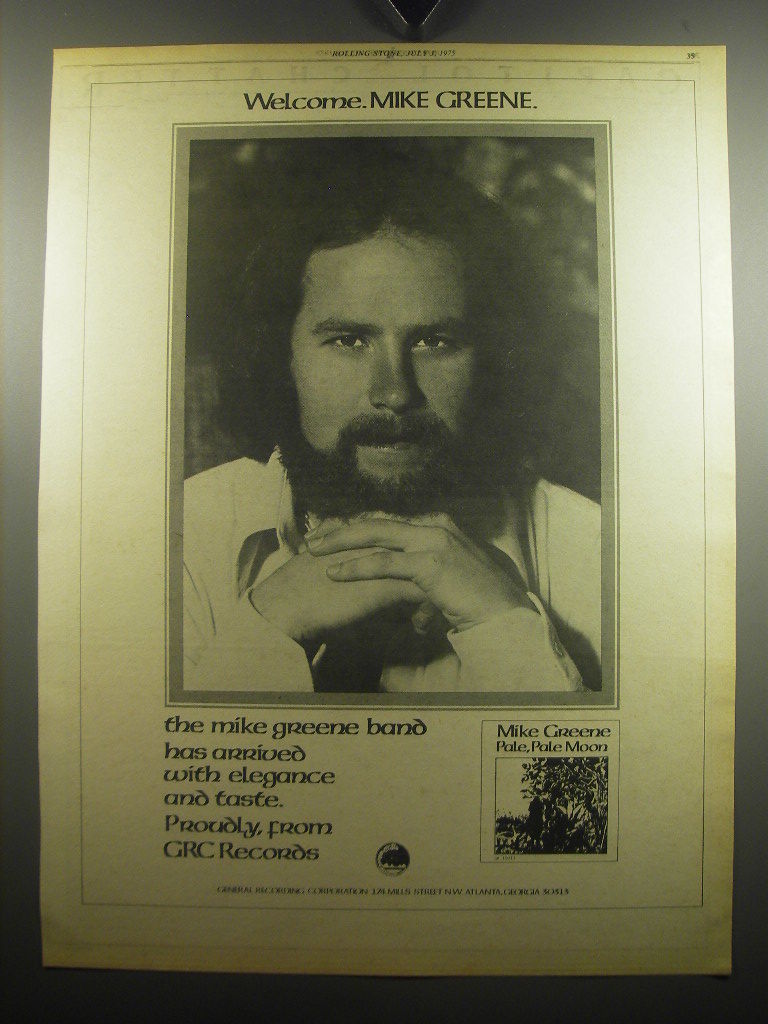 ROLLING STONE, JULY 3, 1975
35
Welcome. MIKE GREENE.
the mike greene band
has arrived
with elegance
and taste.
Proudly, from
GRC Records
Mike Greene
Pale, Pale Moon
GENERAL RECORDING CORPORATION 174 MILLS STREET N.W. ATLANTA, GEORGIA 30313